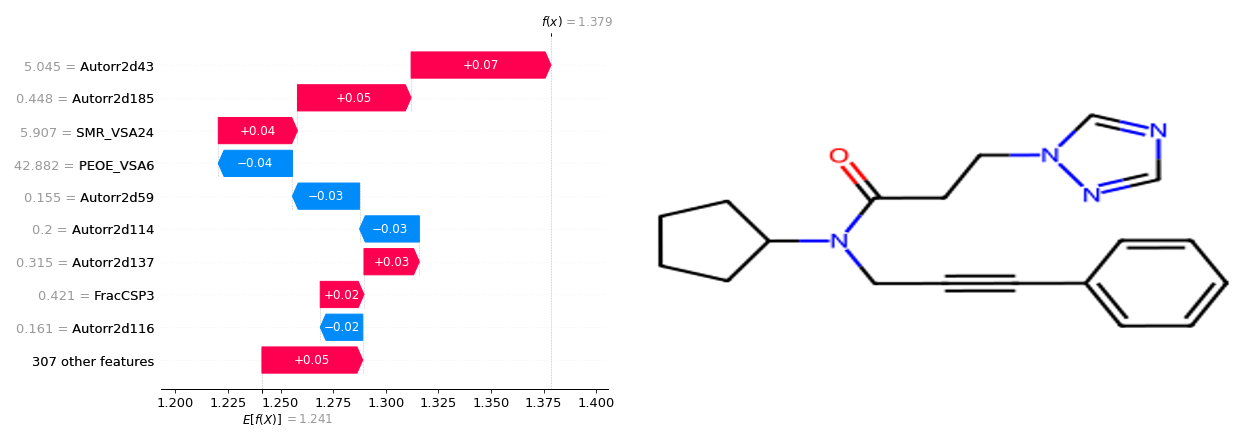 f(x) = 1.379
5.045 = Autorr2d43 +0.07
0.448 = Autorr2d185 +0.05
5.907 = SMR_VSA24 +0.04
42.882 = PEOE_VSA6 −0.04
0.155 = Autorr2d59 −0.03
0.2 = Autorr2d114 −0.03
0.315 = Autorr2d137 +0.03
0.421 = FracCSP3 +0.02
0.161 = Autorr2d116 −0.02
307 other features +0.05
1.200 1.225 1.250 1.275 1.300 1.325 1.350 1.375 1.400
E[f(X)] = 1.241
N
O
N
N
N